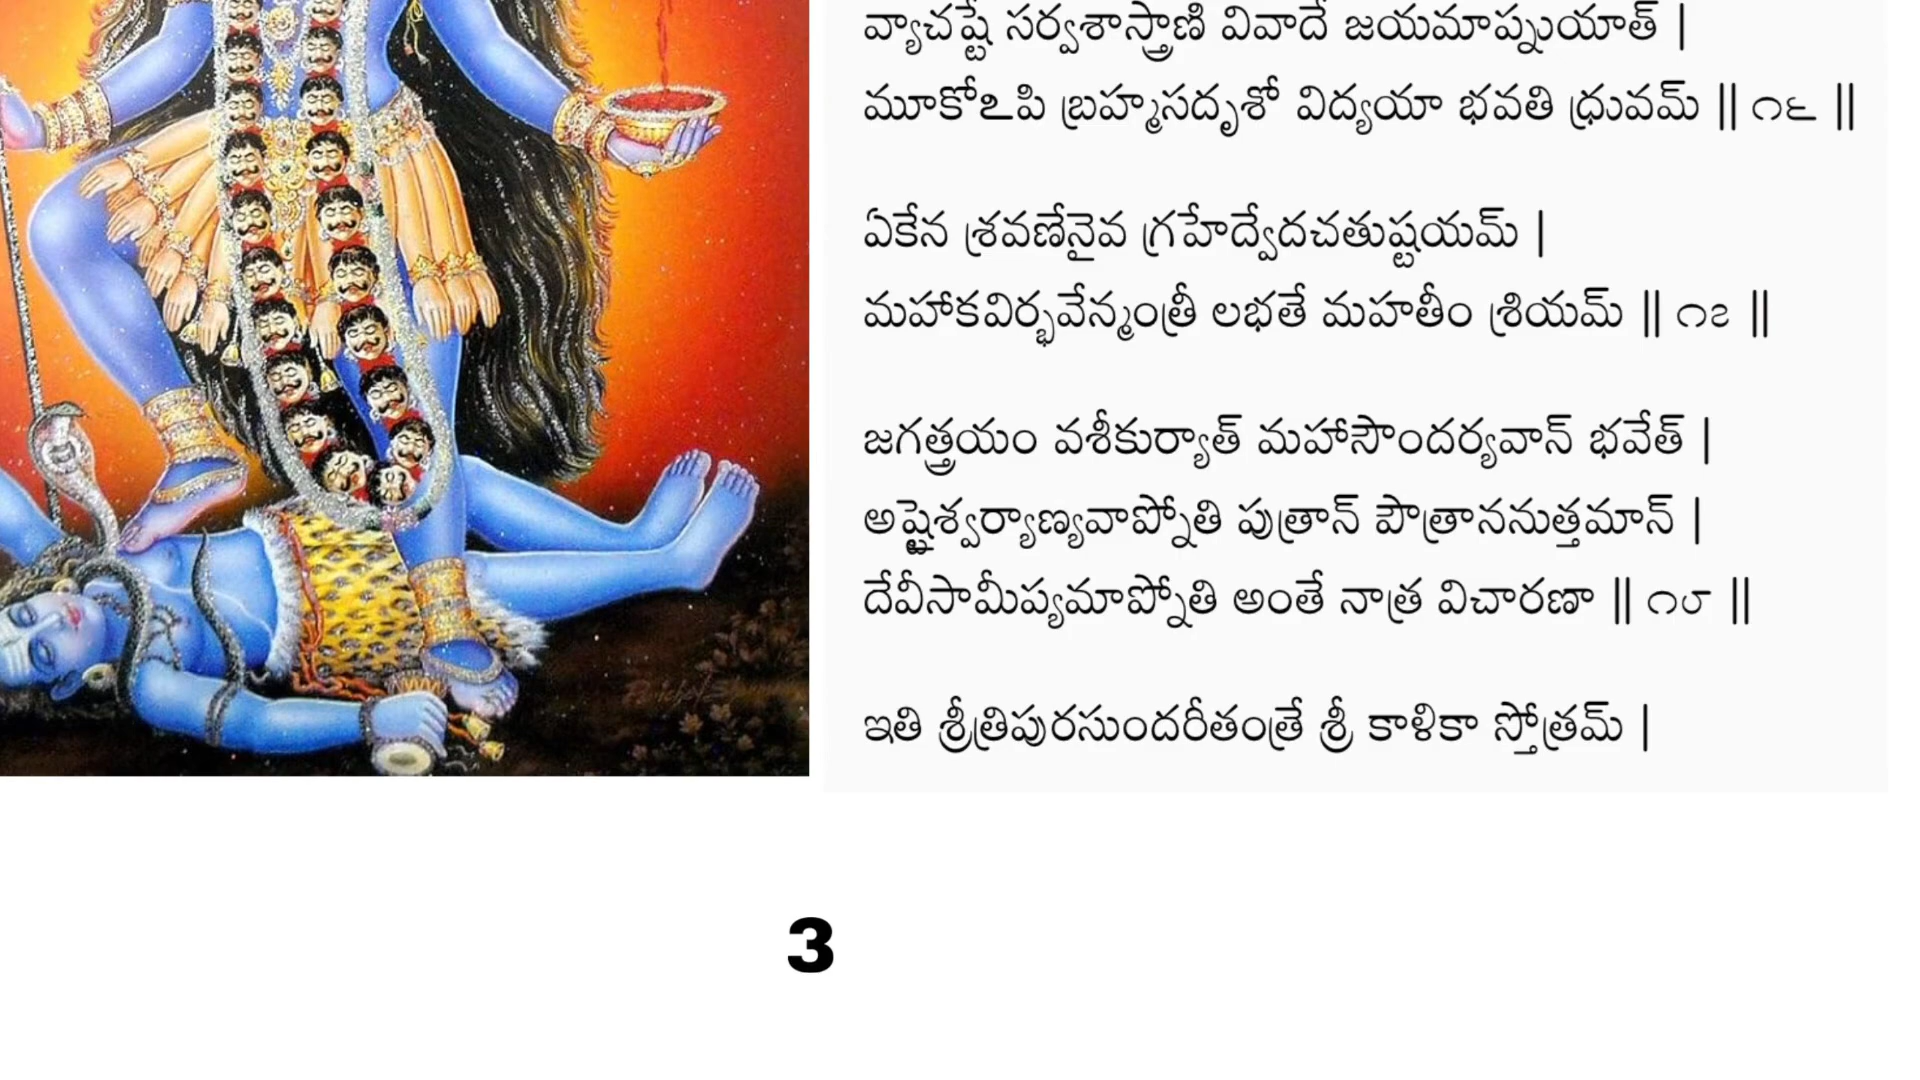 వ్యాచష్టే సర్వశాస్త్రాణి వివాదే జయమాప్నుయాత్ |
మూకోఽపి బ్రహ్మసదృశో విద్యయా భవతి ధ్రువమ్ || ౧౬ ||
ఏకేన శ్రవణేనైవ గ్రహేద్వేదచతుష్టయమ్ |
మహాకవిర్భవేన్మంత్రీ లభతే మహతీం శ్రియమ్ || ౧౭ ||
జగత్త్రయం వశీకుర్యాత్ మహాసౌందర్యవాన్ భవేత్ |
అష్టైశ్వర్యాణ్యవాప్నోతి పుత్రాన్ పౌత్రాననుత్తమాన్ |
దేవీసామీప్యమాప్నోతి అంతే నాత్ర విచారణా || ౧౮ ||
ఇతి శ్రీత్రిపురసుందరీతంత్రే శ్రీ కాళికా స్తోత్రమ్ |
3